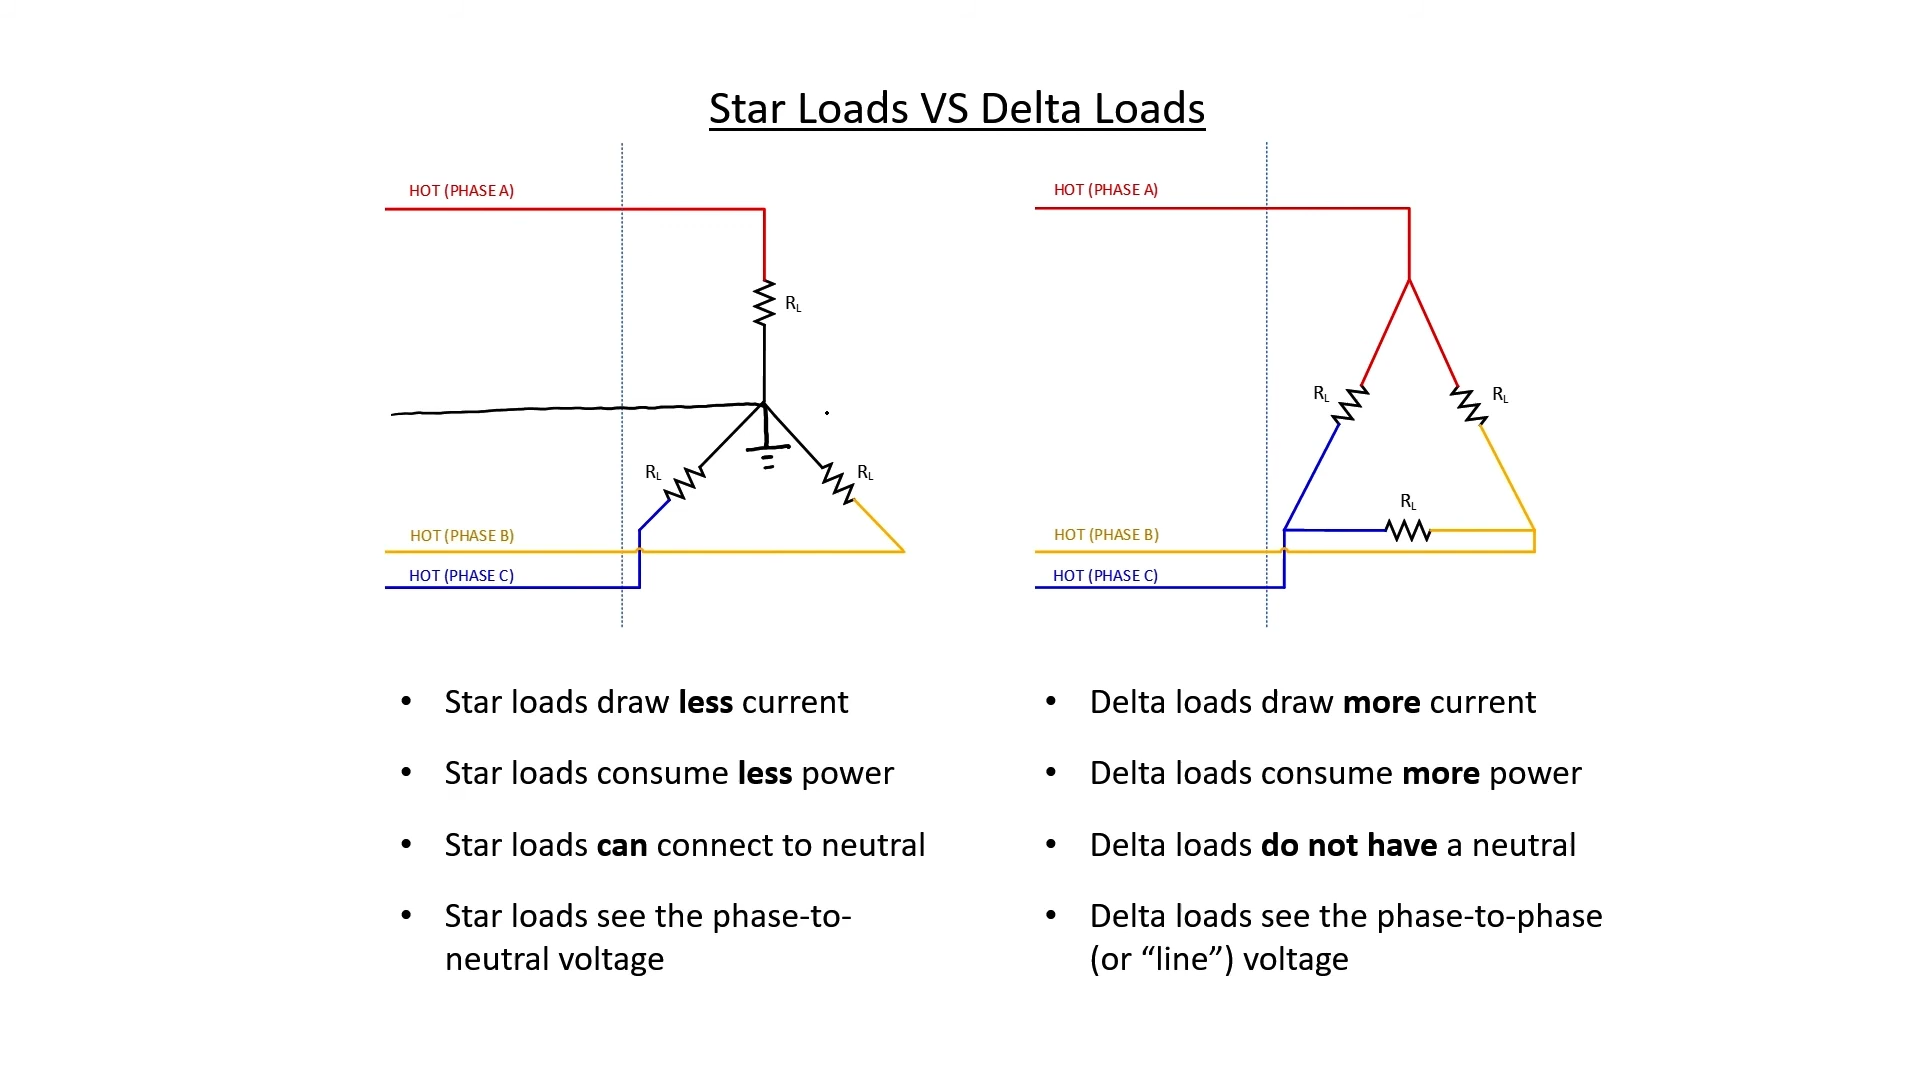 Star Loads VS Delta Loads
HOT (PHASE A)
R_L
R_L
R_L
HOT (PHASE B)
HOT (PHASE C)
HOT (PHASE A)
R_L
R_L
R_L
HOT (PHASE B)
HOT (PHASE C)
• Star loads draw less current
• Star loads consume less power
• Star loads can connect to neutral
• Star loads see the phase-to-
neutral voltage
• Delta loads draw more current
• Delta loads consume more power
• Delta loads do not have a neutral
• Delta loads see the phase-to-phase
(or “line”) voltage